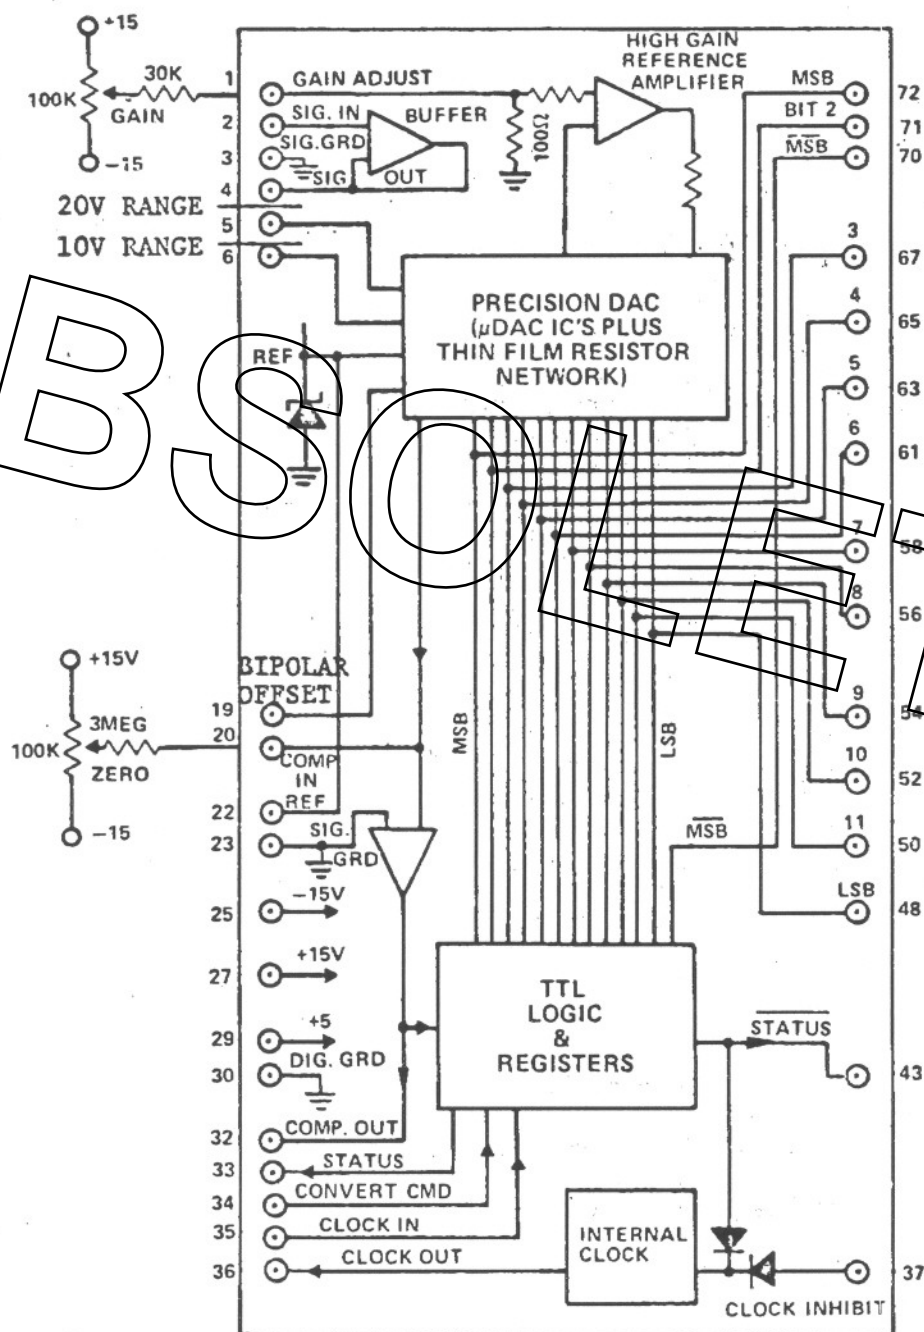 +15
30K
100K
GAIN
-15
1
GAIN ADJUST
2
SIG. IN
BUFFER
3
SIG.GRD
4
SIG
OUT
20V RANGE
5
10V RANGE
6
100Ω
HIGH GAIN
REFERENCE
AMPLIFIER
MSB
72
BIT 2
71
M̅S̅B̅
70
3
67
4
65
5
63
6
61
7
58
8
56
9
54
10
52
11
50
LSB
48
PRECISION DAC
(μDAC IC'S PLUS
THIN FILM RESISTOR
NETWORK)
REF
BSOLE
+15V
3MEG
100K
ZERO
-15
BIPOLAR
OFFSET
19
20
COMP
IN
REF
22
SIG.
23
GRD
MSB
LSB
M̅S̅B̅
-15V
25
+15V
27
+5
29
DIG. GRD
30
TTL
LOGIC
&
REGISTERS
S̅T̅A̅T̅U̅S̅
43
32
COMP. OUT
33
STATUS
34
CONVERT CMD
35
CLOCK IN
36
CLOCK OUT
INTERNAL
CLOCK
37
CLOCK INHIBIT